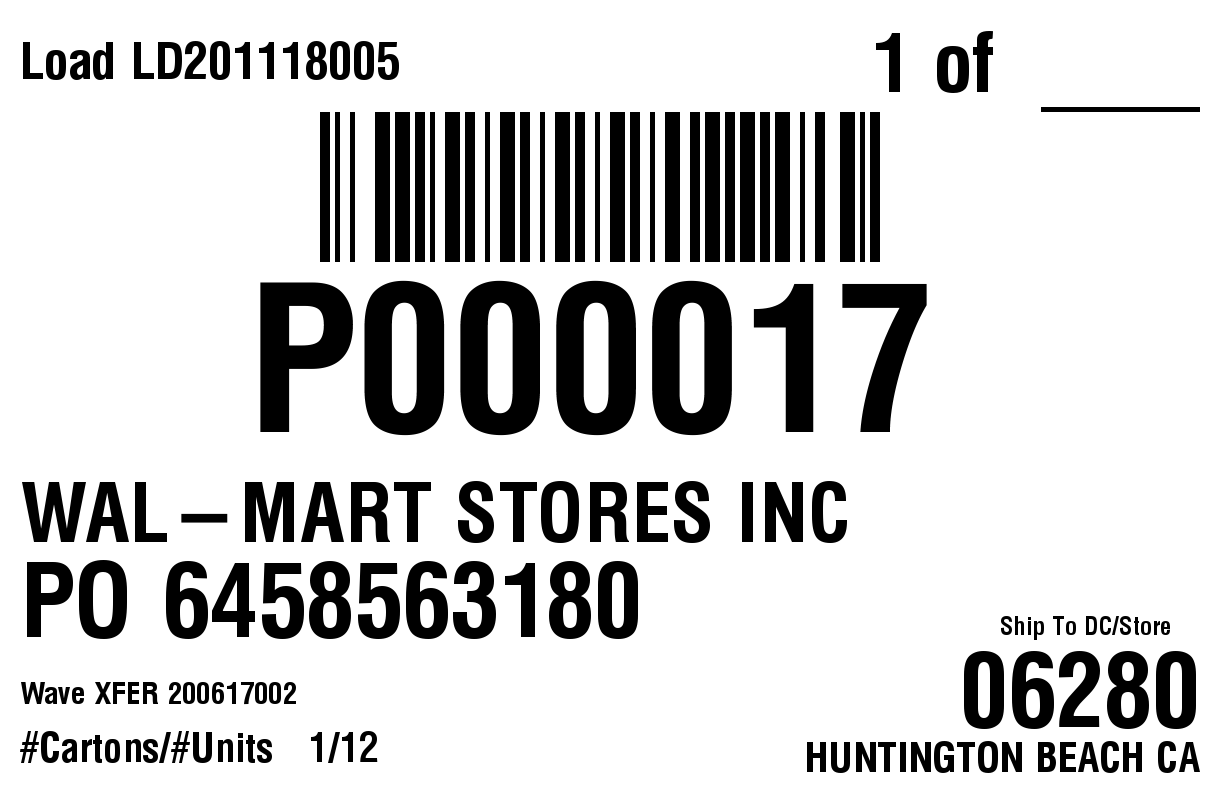 Load LD201118005
1 of ____
P000017
WAL-MART STORES INC
PO 6458563180
Ship To DC/Store
06280
Wave XFER 200617002
#Cartons/#Units 1/12
HUNTINGTON BEACH CA